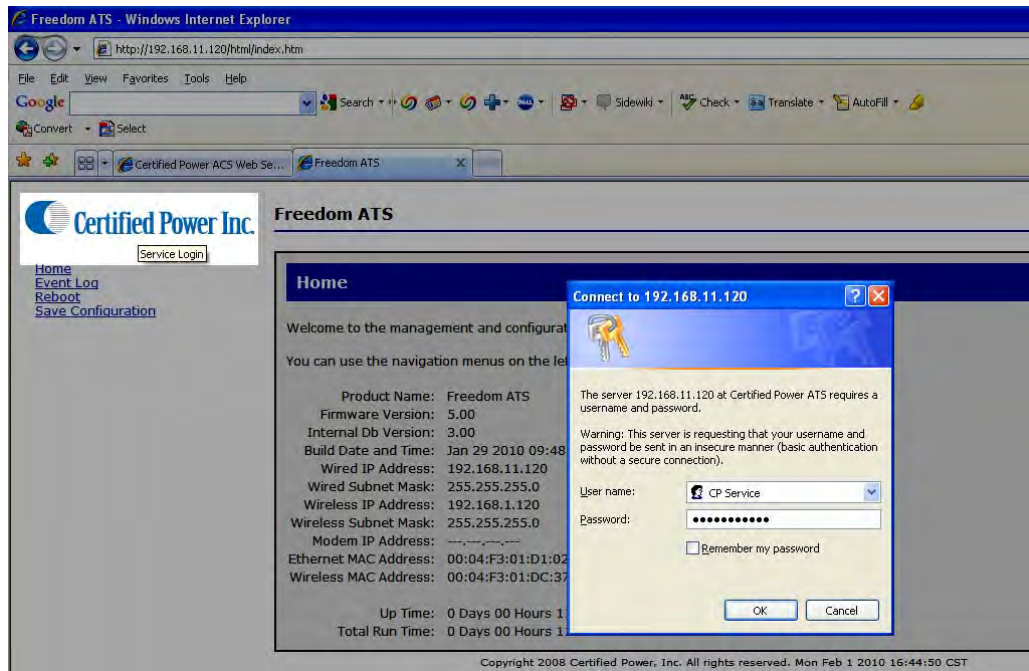 Freedom ATS - Windows Internet Explorer
http://192.168.11.120/html/index.htm
File Edit View Favorites Tools Help
Google Search Sidewiki Check Translate AutoFill
Convert Select
Certified Power ACS Web Se... Freedom ATS
Certified Power Inc.
Service Login
Home
Event Log
Reboot
Save Configuration
Freedom ATS
Home
Welcome to the management and configurat
You can use the navigation menus on the le
Product Name: Freedom ATS
Firmware Version: 5.00
Internal Db Version: 3.00
Build Date and Time: Jan 29 2010 09:48
Wired IP Address: 192.168.11.120
Wired Subnet Mask: 255.255.255.0
Wireless IP Address: 192.168.1.120
Wireless Subnet Mask: 255.255.255.0
Modem IP Address: ---.---.---.---
Ethernet MAC Address: 00:04:F3:01:D1:02
Wireless MAC Address: 00:04:F3:01:DC:37
Up Time: 0 Days 00 Hours 1
Total Run Time: 0 Days 00 Hours 1
Connect to 192.168.11.120
The server 192.168.11.120 at Certified Power ATS requires a
username and password.
Warning: This server is requesting that your username and
password be sent in an insecure manner (basic authentication
without a secure connection).
User name: CP Service
Password: •••••••••••
Remember my password
OK Cancel
Copyright 2008 Certified Power, Inc. All rights reserved. Mon Feb 1 2010 16:44:50 CST